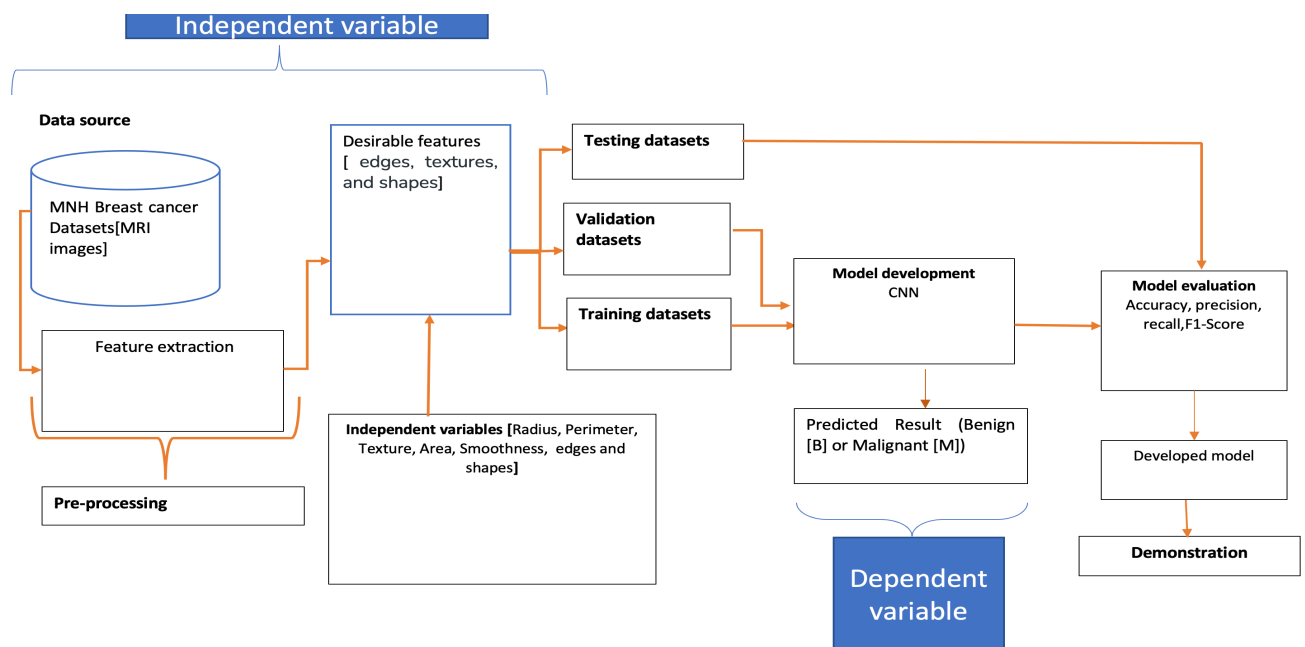 Independent variable
Data source
MNH Breast cancer
Datasets[MRI
images]
Feature extraction
Pre-processing
Desirable features
[ edges, textures,
and shapes]
Independent variables [Radius, Perimeter,
Texture, Area, Smoothness, edges and
shapes]
Testing datasets
Validation
datasets
Training datasets
Model development
CNN
Predicted Result (Benign
[B] or Malignant [M])
Dependent
variable
Model evaluation
Accuracy, precision,
recall,F1-Score
Developed model
Demonstration